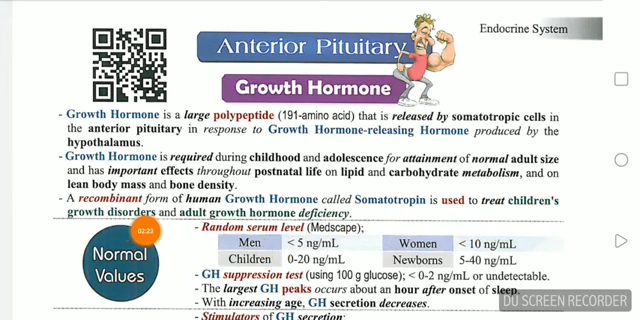 Endocrine System
Anterior Pituitary
Growth Hormone
- Growth Hormone is a large polypeptide (191-amino acid) that is released by somatotropic cells in
the anterior pituitary in response to Growth Hormone-releasing Hormone produced by the
hypothalamus.
- Growth Hormone is required during childhood and adolescence for attainment of normal adult size
and has important effects throughout postnatal life on lipid and carbohydrate metabolism, and on
lean body mass and bone density.
- A recombinant form of human Growth Hormone called Somatotropin is used to treat children's
growth disorders and adult growth hormone deficiency.
02:23
Normal
Values
- Random serum level (Medscape);
Men < 5 ng/mL Women < 10 ng/mL
Children 0-20 ng/mL Newborns 5-40 ng/mL
- GH suppression test (using 100 g glucose); < 0-2 ng/mL or undetectable.
- The largest GH peaks occurs about an hour after onset of sleep.
- With increasing age, GH secretion decreases.
- Stimulators of GH secretion:
DU SCREEN RECORDER